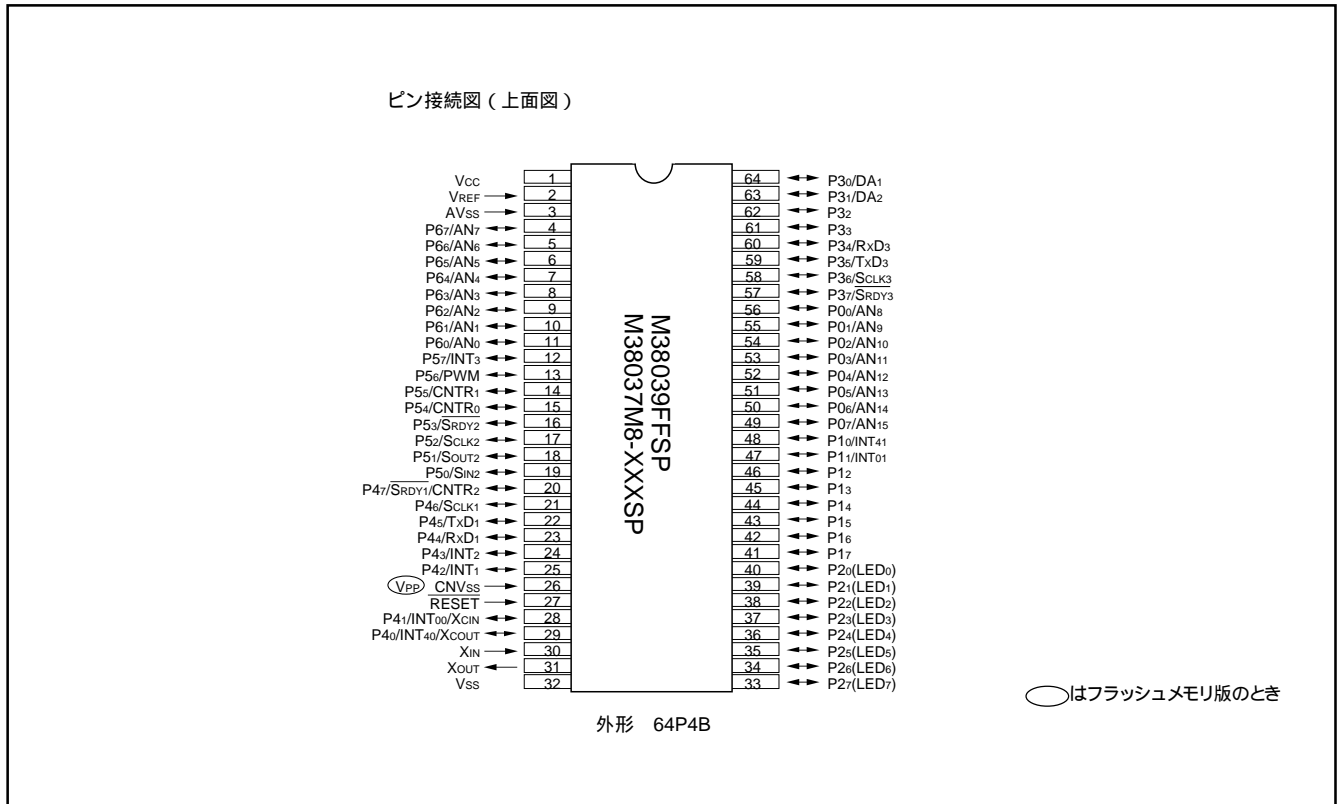 ピン接続図 ( 上面図 )
VCC 1
VREF 2
AVSS 3
P67/AN7 4
P66/AN6 5
P65/AN5 6
P64/AN4 7
P63/AN3 8
P62/AN2 9
P61/AN1 10
P60/AN0 11
P57/INT3 12
P56/PWM 13
P55/CNTR1 14
P54/CNTR0 15
P53/SRDY2 16
P52/SCLK2 17
P51/SOUT2 18
P50/SIN2 19
P47/SRDY1/CNTR2 20
P46/SCLK1 21
P45/TXD1 22
P44/RXD1 23
P43/INT2 24
P42/INT1 25
VPP CNVSS 26
RESET 27
P41/INT00/XCIN 28
P40/INT40/XCOUT 29
XIN 30
XOUT 31
VSS 32
M38039FFSP
M38037M8-XXXSP
64 P30/DA1
63 P31/DA2
62 P32
61 P33
60 P34/RXD3
59 P35/TXD3
58 P36/SCLK3
57 P37/SRDY3
56 P00/AN8
55 P01/AN9
54 P02/AN10
53 P03/AN11
52 P04/AN12
51 P05/AN13
50 P06/AN14
49 P07/AN15
48 P10/INT41
47 P11/INT01
46 P12
45 P13
44 P14
43 P15
42 P16
41 P17
40 P20(LED0)
39 P21(LED1)
38 P22(LED2)
37 P23(LED3)
36 P24(LED4)
35 P25(LED5)
34 P26(LED6)
33 P27(LED7)
はフラッシュメモリ版のとき
外形 64P4B